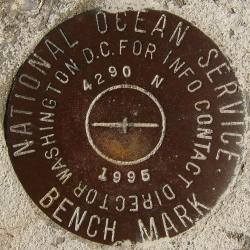 NATIONAL OCEAN SERVICE.
WASHINGTON D.C. FOR INFO CONTACT DIRECTOR
4290 N
1995
BENCH MARK